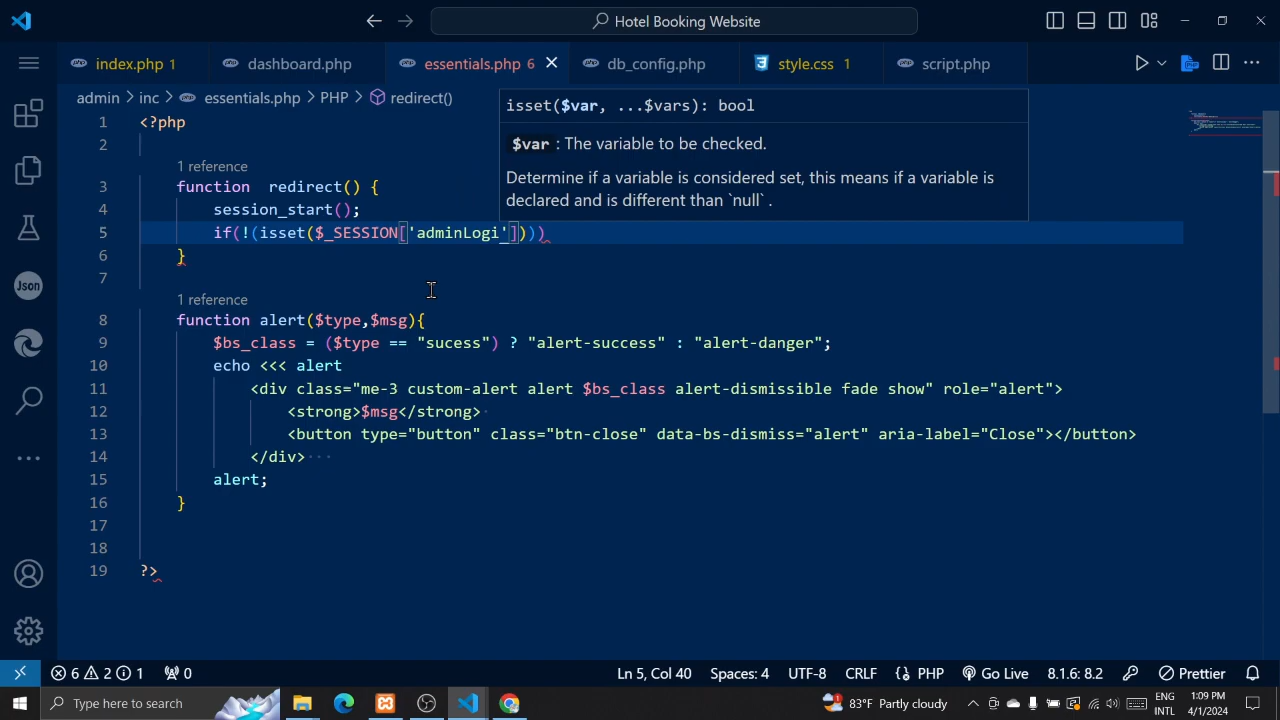 Hotel Booking Website
index.php 1 dashboard.php essentials.php 6 db_config.php style.css 1 script.php
admin > inc > essentials.php > PHP > redirect()
isset($var, ...$vars): bool
$var : The variable to be checked.
Determine if a variable is considered set, this means if a variable is
declared and is different than `null` .
1 <?php
2
1 reference
3 function  redirect() {
4 session_start();
5 if(!(isset($_SESSION['adminLogi'])))
6 }
7
1 reference
8 function alert($type,$msg){
9 $bs_class = ($type == "sucess") ? "alert-success" : "alert-danger";
10 echo <<< alert
11 <div class="me-3 custom-alert alert $bs_class alert-dismissible fade show" role="alert">
12 <strong>$msg</strong>
13 <button type="button" class="btn-close" data-bs-dismiss="alert" aria-label="Close"></button>
14 </div>
15 alert;
16 }
17
18
19 ?>
Json
6 2 1 0 Ln 5, Col 40 Spaces: 4 UTF-8 CRLF PHP Go Live 8.1.6: 8.2 Prettier
Type here to search 83°F Partly cloudy ENG 1:09 PM
INTL 4/1/2024